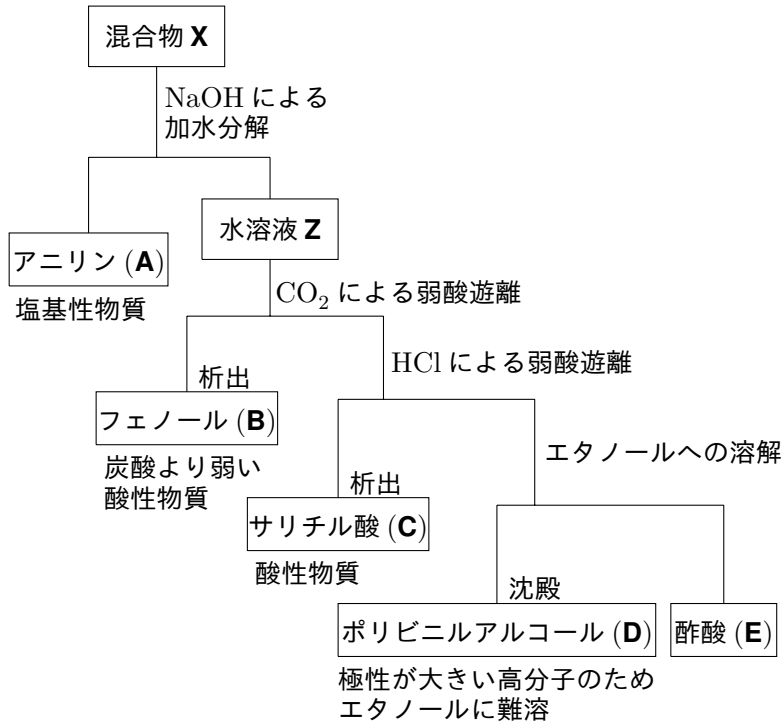 混合物 X
NaOH による
加水分解
アニリン (A)
塩基性物質
水溶液 Z
CO₂ による弱酸遊離
析出
フェノール (B)
炭酸より弱い
酸性物質
HCl による弱酸遊離
析出
サリチル酸 (C)
酸性物質
エタノールへの溶解
沈殿
ポリビニルアルコール (D)
極性が大きい高分子のため
エタノールに難溶
酢酸 (E)